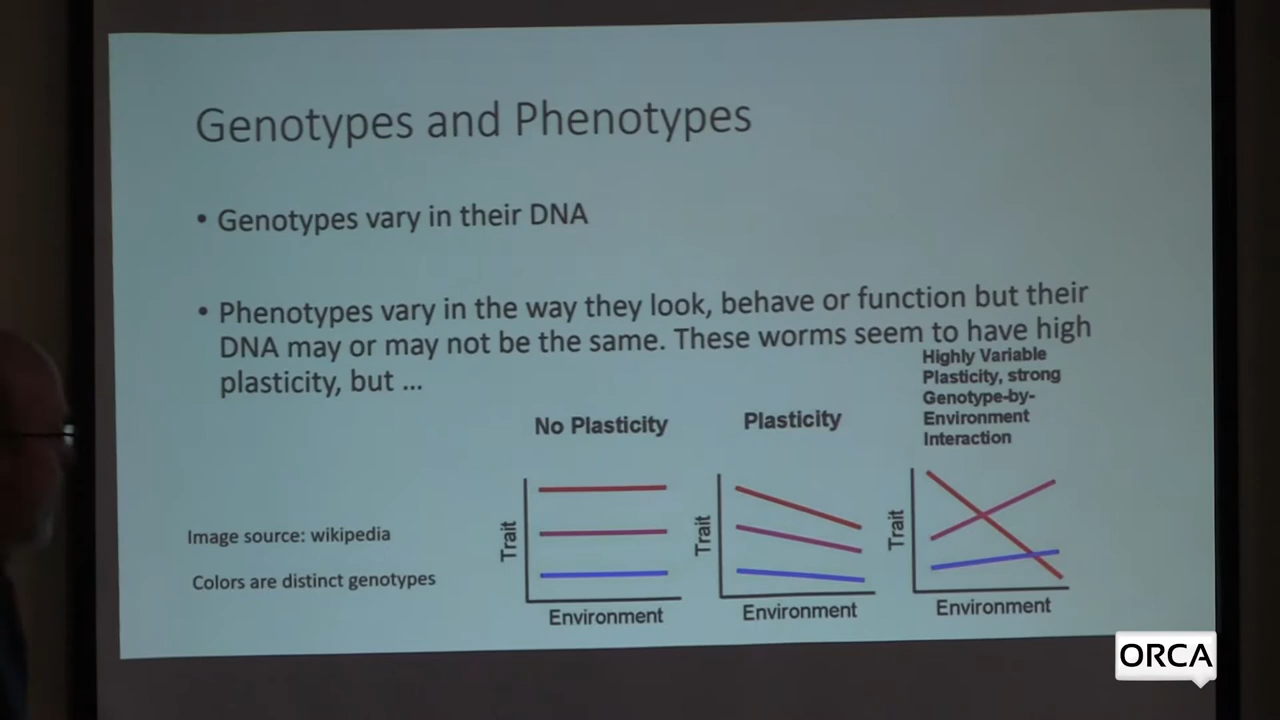 Genotypes and Phenotypes
• Genotypes vary in their DNA
• Phenotypes vary in the way they look, behave or function but their
DNA may or may not be the same. These worms seem to have high
plasticity, but ...
No Plasticity
Plasticity
Highly Variable
Plasticity, strong
Genotype-by-
Environment
Interaction
Image source: wikipedia
Colors are distinct genotypes
Trait
Environment
Trait
Environment
Trait
Environment
ORCA